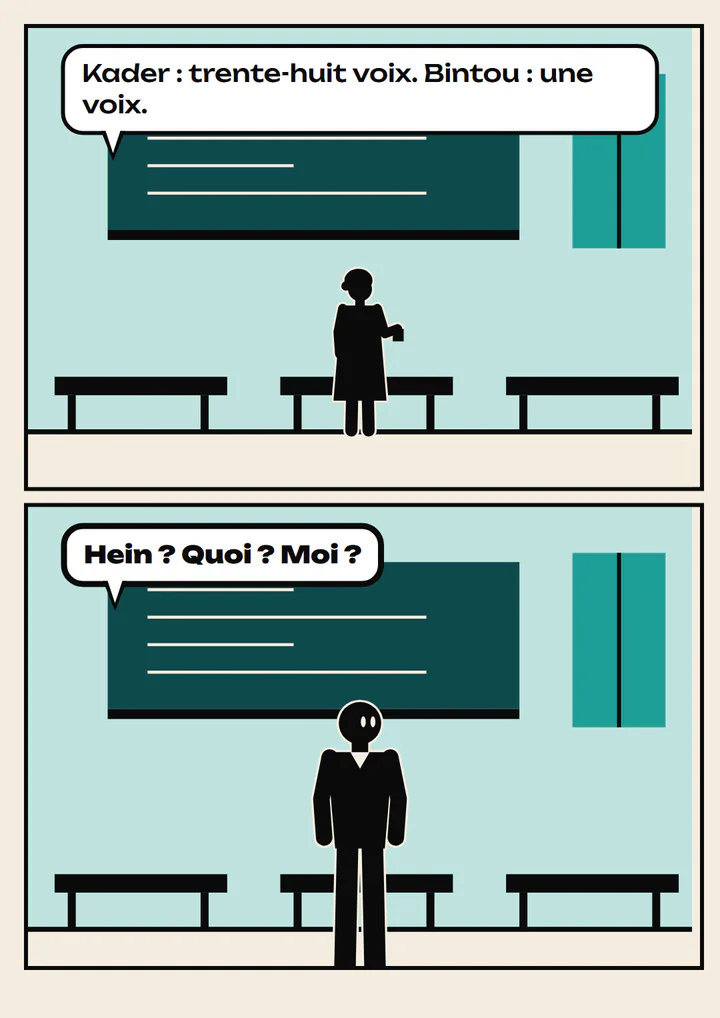 Kader : trente-huit voix. Bintou : une
voix.
Hein ? Quoi ? Moi ?